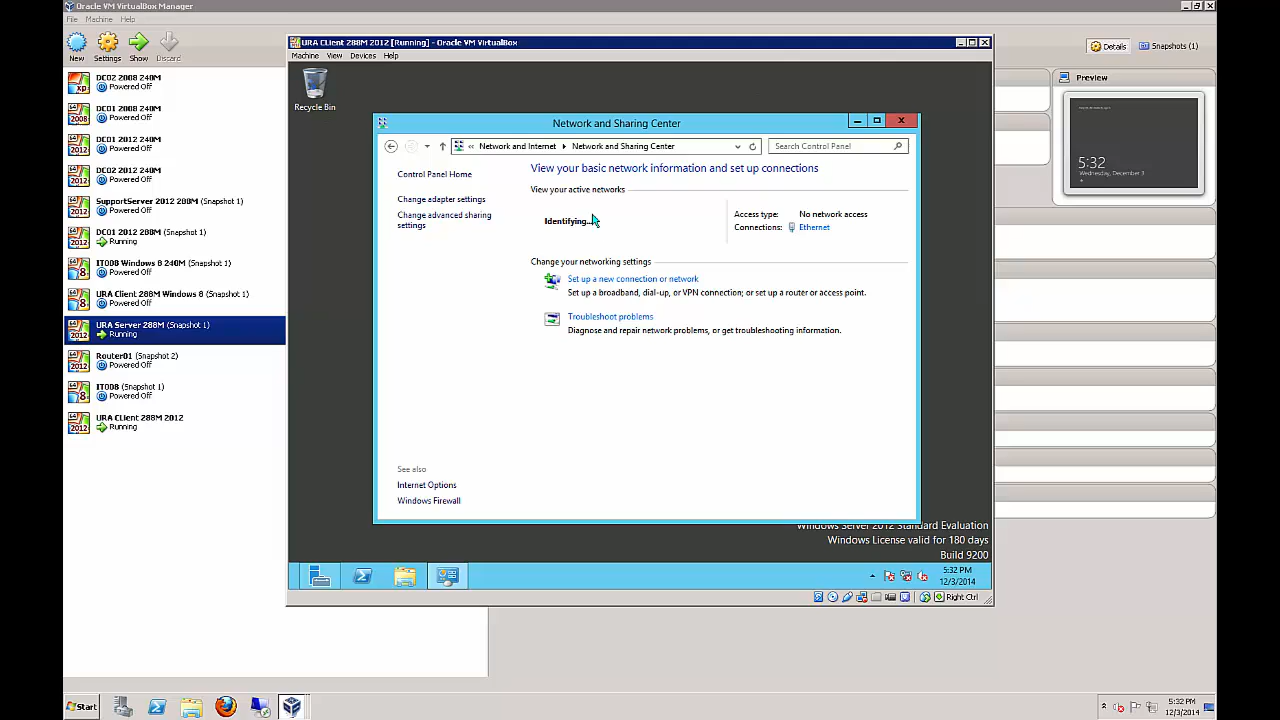 Oracle VM VirtualBox Manager
File Machine Help
New Settings Show Discard
Details Snapshots (1)
DC02 2008 240M
Powered Off
DC01 2008 240M
Powered Off
DC01 2012 240M
Powered Off
DC02 2012 240M
Powered Off
SupportServer 2012 288M (Snapshot 1)
Powered Off
DC01 2012 288M (Snapshot 1)
Running
IT008 Windows 8 240M (Snapshot 1)
Powered Off
URA Client 288M Windows 8 (Snapshot 1)
Powered Off
URA Server 288M (Snapshot 1)
Running
Router01 (Snapshot 2)
Powered Off
IT008 (Snapshot 1)
Powered Off
URA CLient 288M 2012
Running
URA CLient 288M 2012 [Running] - Oracle VM VirtualBox
Machine View Devices Help
Recycle Bin
Network and Sharing Center
Network and Internet Network and Sharing Center
Search Control Panel
Control Panel Home
Change adapter settings
Change advanced sharing
settings
See also
Internet Options
Windows Firewall
View your basic network information and set up connections
View your active networks
Identifying...
Access type: No network access
Connections: Ethernet
Change your networking settings
Set up a new connection or network
Set up a broadband, dial-up, or VPN connection; or set up a router or access point.
Troubleshoot problems
Diagnose and repair network problems, or get troubleshooting information.
Windows Server 2012 Standard Evaluation
Windows License valid for 180 days
Build 9200
5:32 PM
12/3/2014
Right Ctrl
Preview
5:32
Wednesday, December 3
Start
5:32 PM
12/3/2014